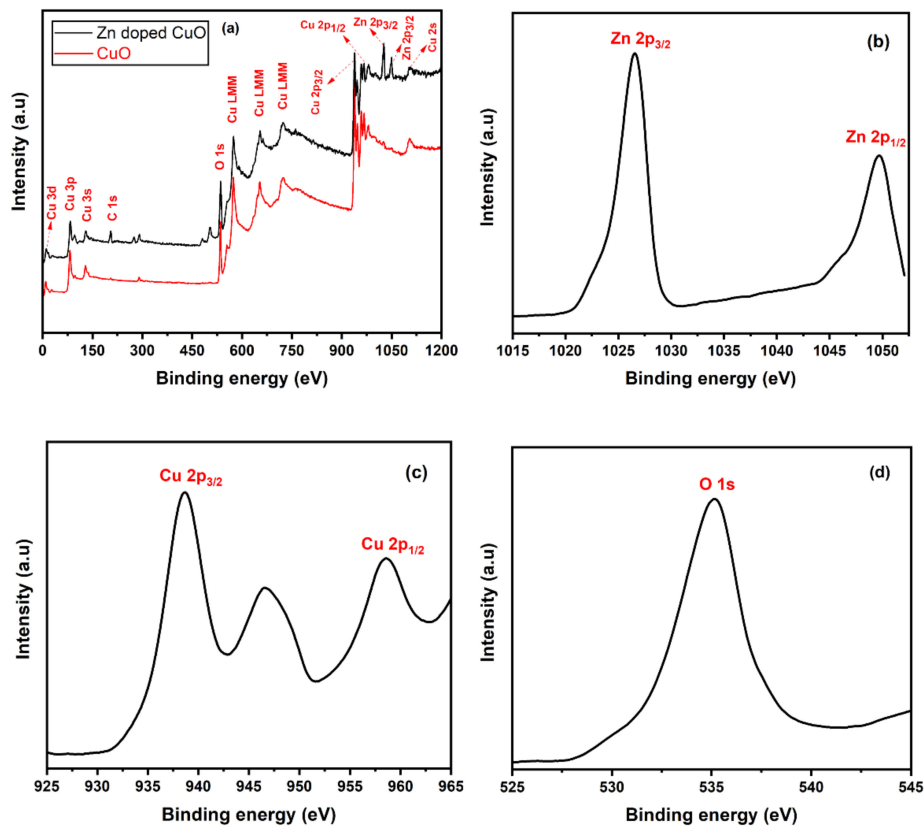 (a)
Zn doped CuO
CuO
Cu 2p1/2
Zn 2p3/2
Zn 2p3/2
Cu 2s
Cu 2p3/2
Cu LMM
Cu LMM
Cu LMM
O 1s
Cu 3d
Cu 3p
Cu 3s
C 1s
Intensity (a.u)
0 150 300 450 600 750 900 1050 1200
Binding energy (eV)
(b)
Zn 2p3/2
Zn 2p1/2
Intensity (a.u)
1015 1020 1025 1030 1035 1040 1045 1050
Binding energy (eV)
(c)
Cu 2p3/2
Cu 2p1/2
Intensity (a.u)
925 930 935 940 945 950 955 960 965
Binding energy (eV)
(d)
O 1s
Intensity (a.u)
525 530 535 540 545
Binding energy (eV)